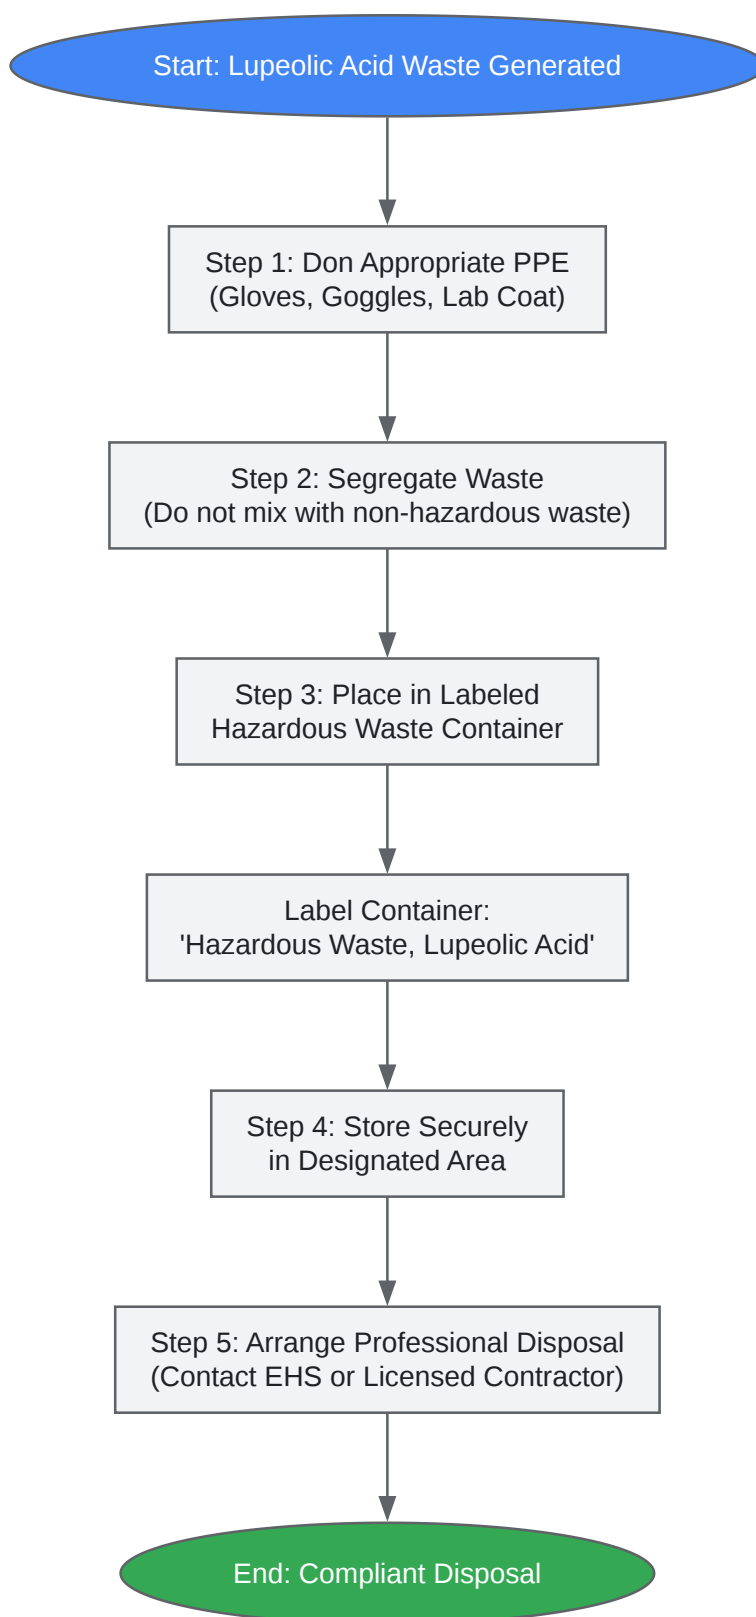 Start: Lupeolic Acid Waste Generated
Step 1: Don Appropriate PPE
(Gloves, Goggles, Lab Coat)
Step 2: Segregate Waste
(Do not mix with non-hazardous waste)
Step 3: Place in Labeled
Hazardous Waste Container
Label Container:
'Hazardous Waste, Lupeolic Acid'
Step 4: Store Securely
in Designated Area
Step 5: Arrange Professional Disposal
(Contact EHS or Licensed Contractor)
End: Compliant Disposal